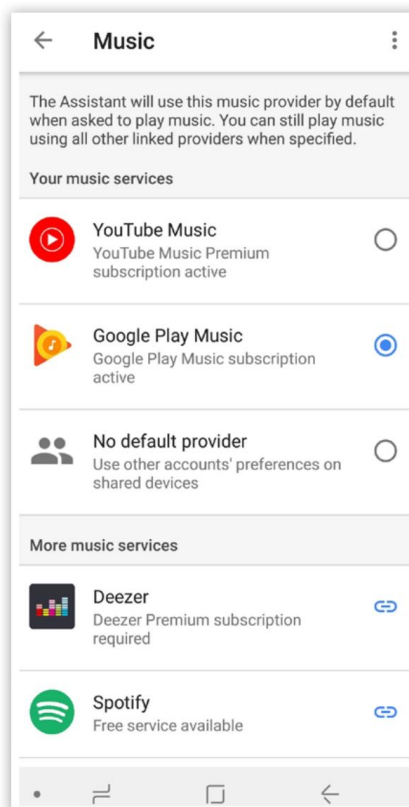 Music
The Assistant will use this music provider by default
when asked to play music. You can still play music
using all other linked providers when specified.
Your music services
YouTube Music
YouTube Music Premium
subscription active
Google Play Music
Google Play Music subscription
active
No default provider
Use other accounts' preferences on
shared devices
More music services
Deezer
Deezer Premium subscription
required
Spotify
Free service available